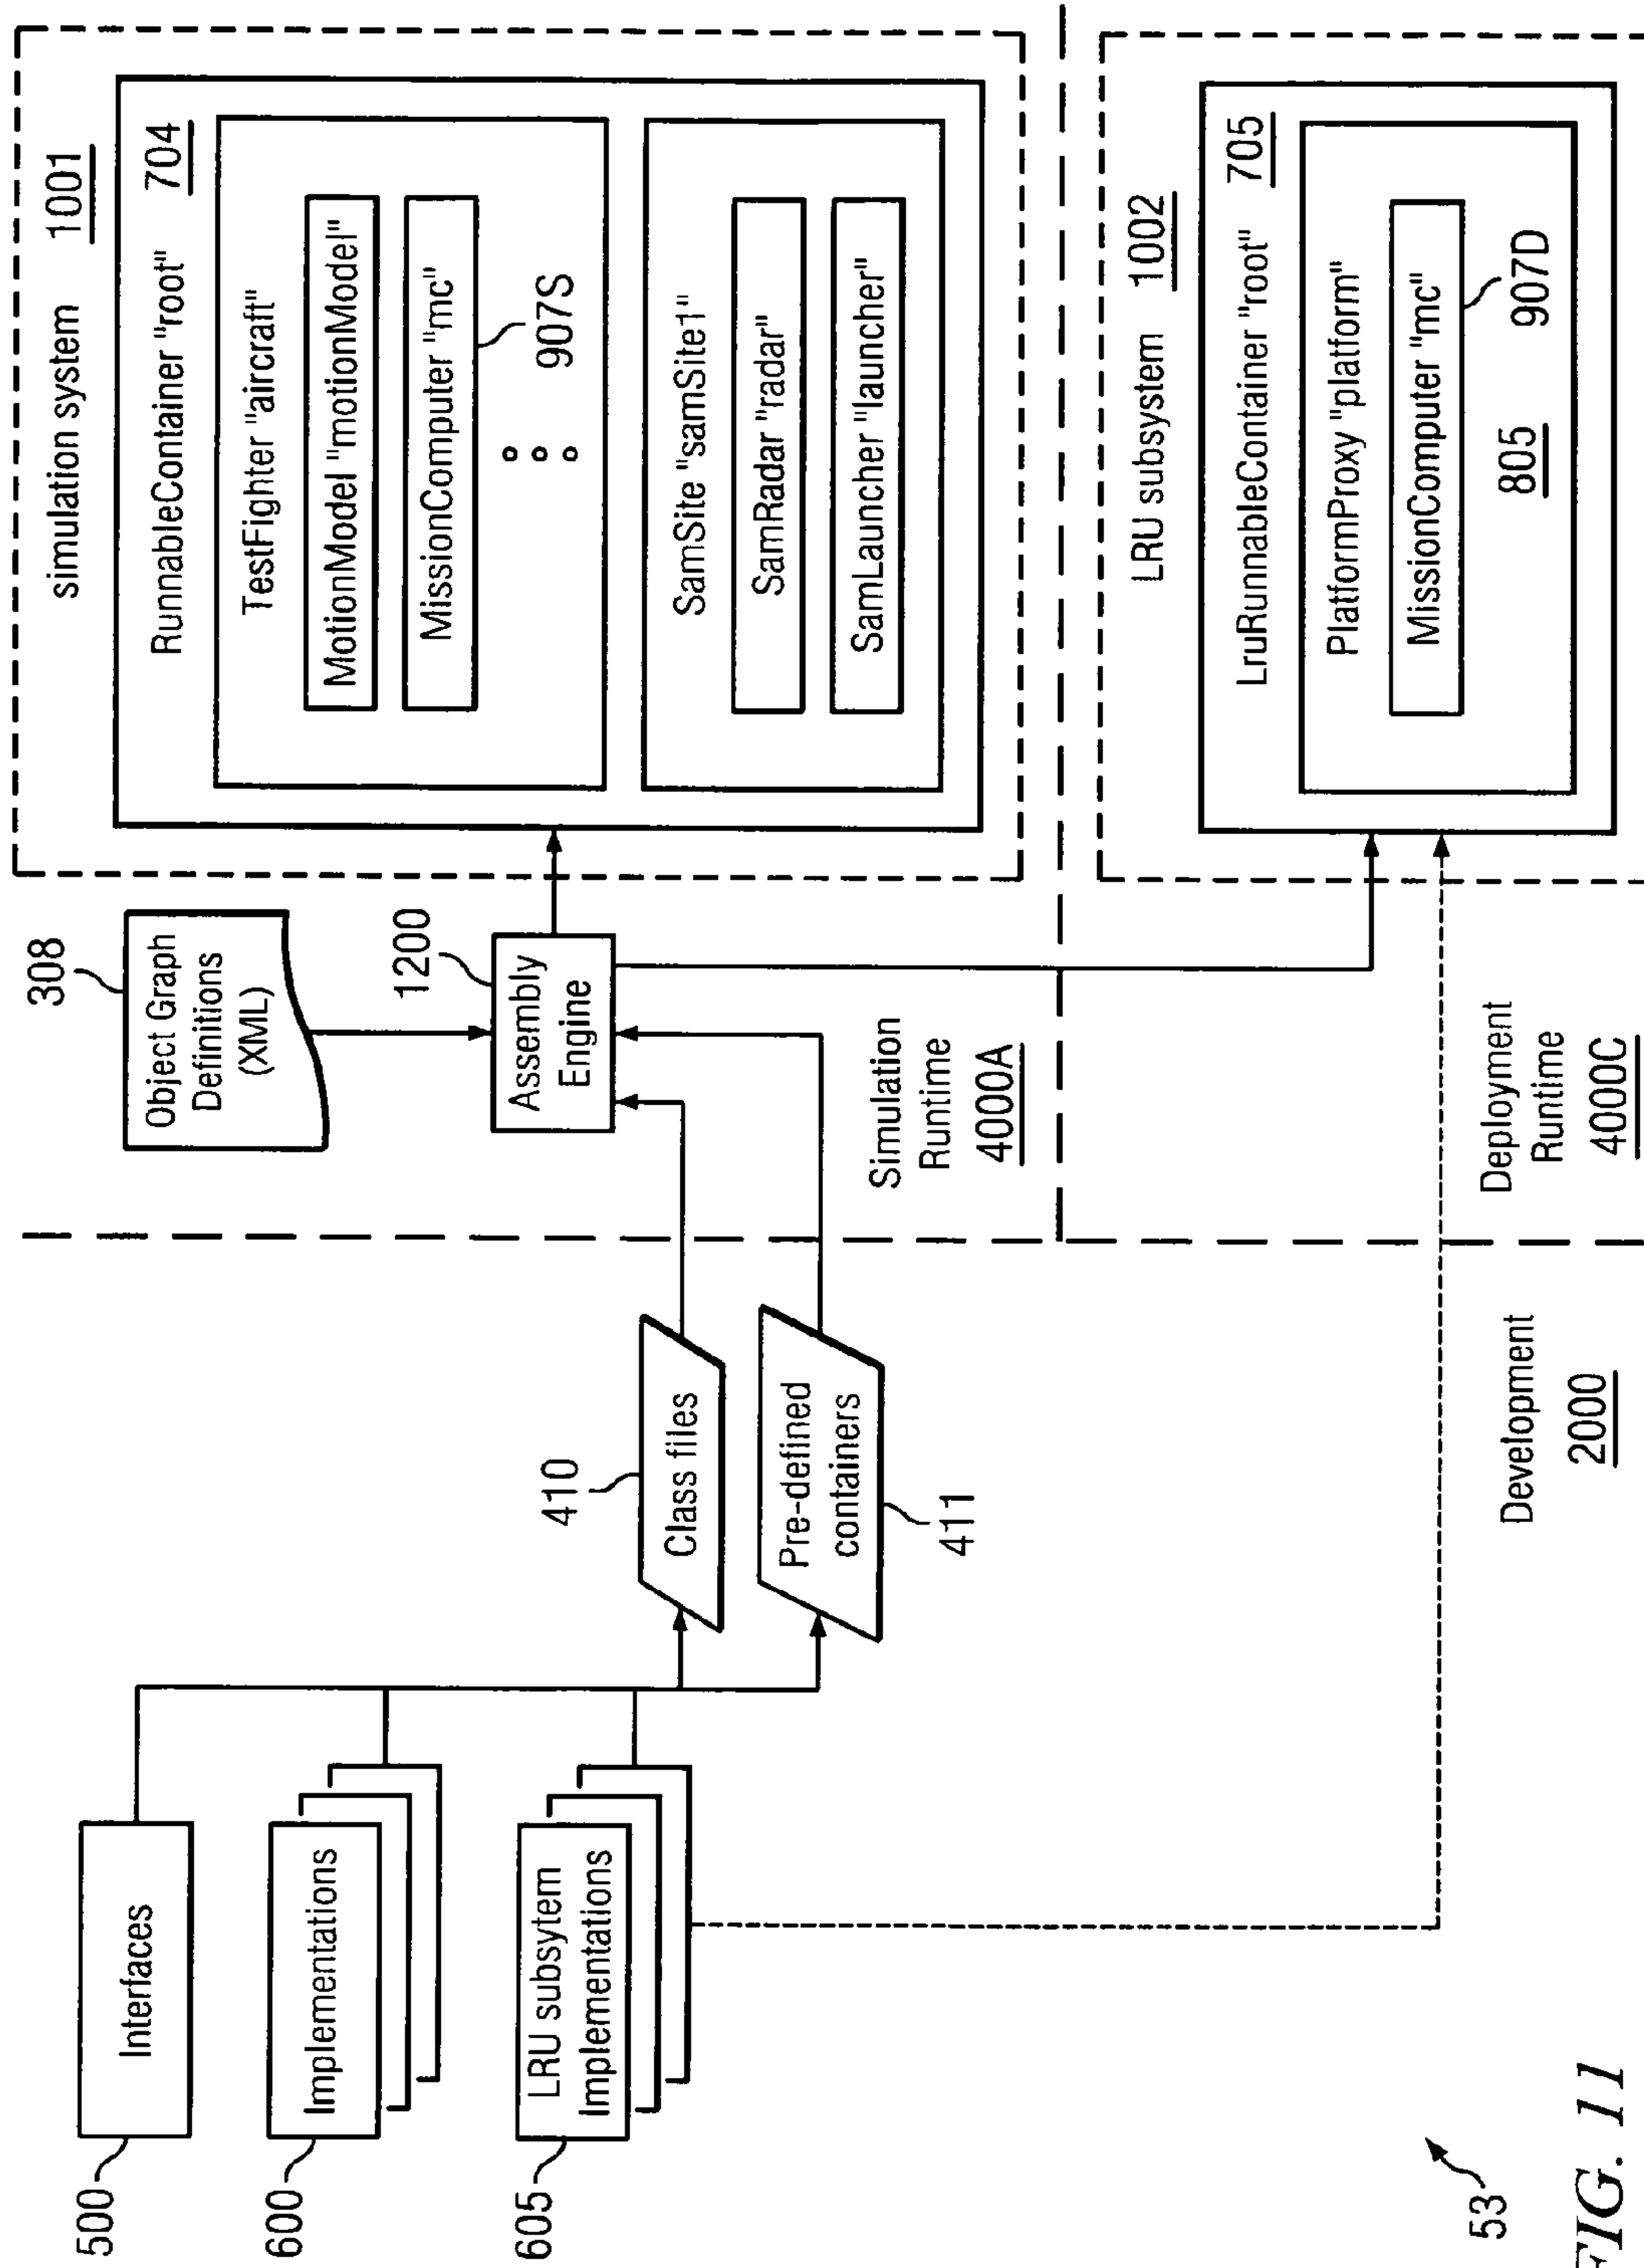 500
Interfaces
600
Implementations
605
LRU subsytem
Implementations
410
Class files
Pre-defined
containers
411
Development
2000
308
Object Graph
Definitions
(XML)
1200
Assembly
Engine
Simulation
Runtime
4000A
Deployment
Runtime
4000C
simulation system 1001
RunnableContainer "root" 704
TestFighter "aircraft"
MotionModel "motionModel"
MissionComputer "mc"
907S
SamSite "samSite1"
SamRadar "radar"
SamLauncher "launcher"
LRU subsystem 1002
LruRunnableContainer "root" 705
PlatformProxy "platform"
MissionComputer "mc"
805 907D
53
FIG. 11